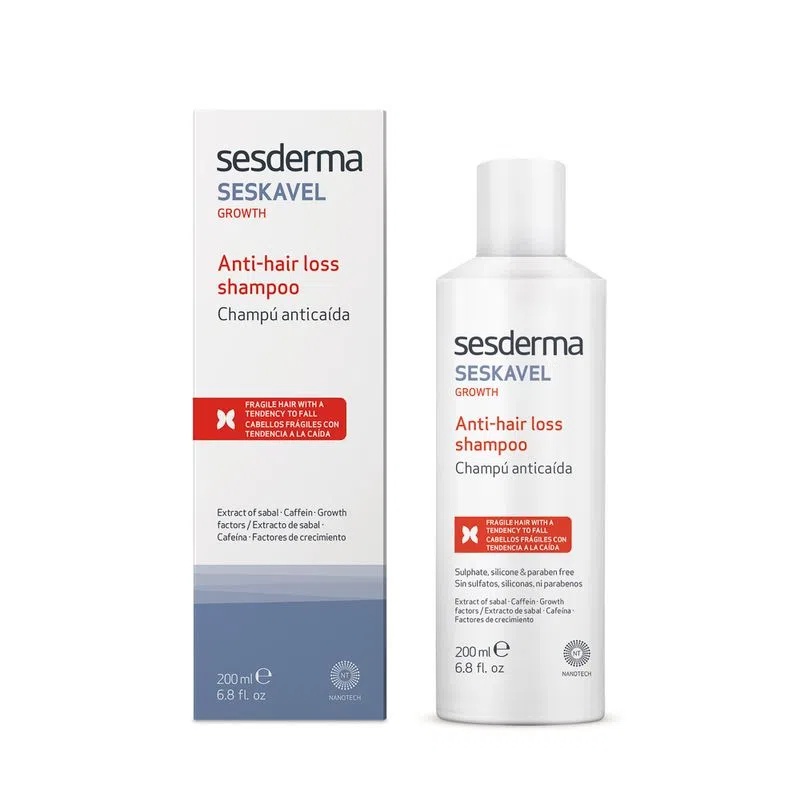 sesderma
SESKAVEL
GROWTH
Anti-hair loss
shampoo
Champú anticaída
FRAGILE HAIR WITH A
TENDENCY TO FALL
CABELLOS FRÁGILES CON
TENDENCIA A LA CAÍDA
Extract of sabal · Caffein · Growth
factors / Extracto de sabal ·
Cafeína · Factores de crecimiento
200 ml ℮
6.8 fl. oz
NT
NANOTECH
sesderma
SESKAVEL
GROWTH
Anti-hair loss
shampoo
Champú anticaída
FRAGILE HAIR WITH A
TENDENCY TO FALL
CABELLOS FRÁGILES CON
TENDENCIA A LA CAÍDA
Sulphate, silicone & paraben free
Sin sulfatos, siliconas, ni parabenos
Extract of sabal · Caffein · Growth
factors / Extracto de sabal · Cafeína ·
Factores de crecimiento
200 ml ℮
6.8 fl. oz
NT
NANOTECH